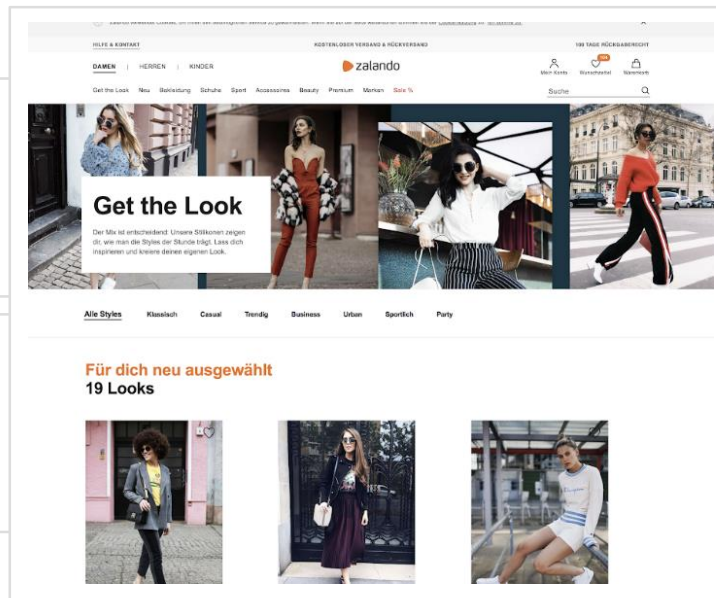 HILFE & KONTAKT
KOSTENLOSER VERSAND & RÜCKVERSAND
100 TAGE RÜCKGABERECHT
DAMEN | HERREN | KINDER
zalando
Mein Konto Wunschzettel Warenkorb
Get the Look Neu Bekleidung Schuhe Sport Accessoires Beauty Premium Marken Sale %
Suche
Get the Look
Der Mix ist entscheidend: Unsere Stilikonen zeigen
dir, wie man die Styles der Stunde trägt. Lass dich
inspirieren und kreiere deinen eigenen Look.
Alle Styles Klassisch Casual Trendig Business Urban Sportlich Party
Für dich neu ausgewählt
19 Looks